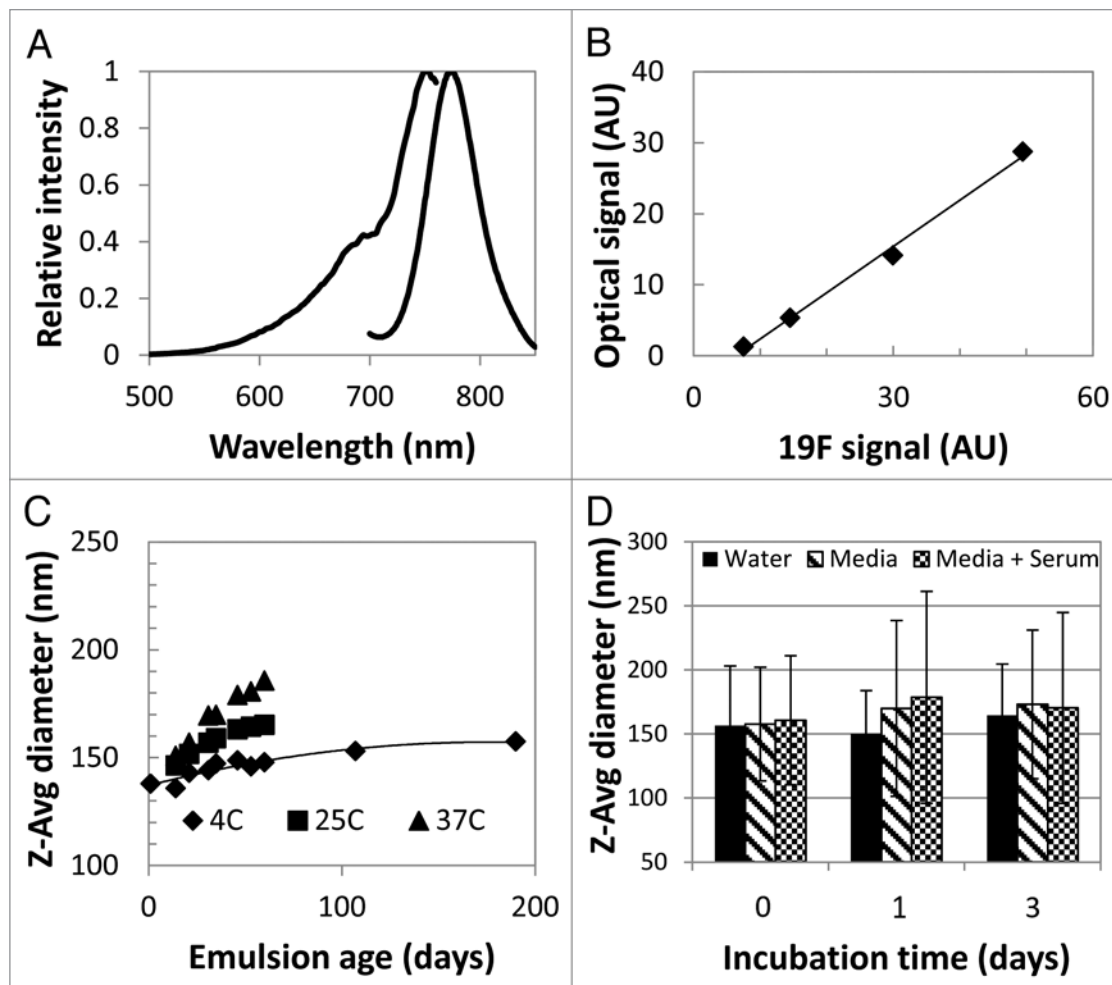 A
Relative intensity
1
0.8
0.6
0.4
0.2
0
500 600 700 800
Wavelength (nm)
B
Optical signal (AU)
40
30
20
10
0
0 30 60
19F signal (AU)
C
Z-Avg diameter (nm)
250
200
150
100
4C 25C 37C
0 100 200
Emulsion age (days)
D
Z-Avg diameter (nm)
300
250
200
150
100
50
Water Media Media + Serum
0 1 3
Incubation time (days)